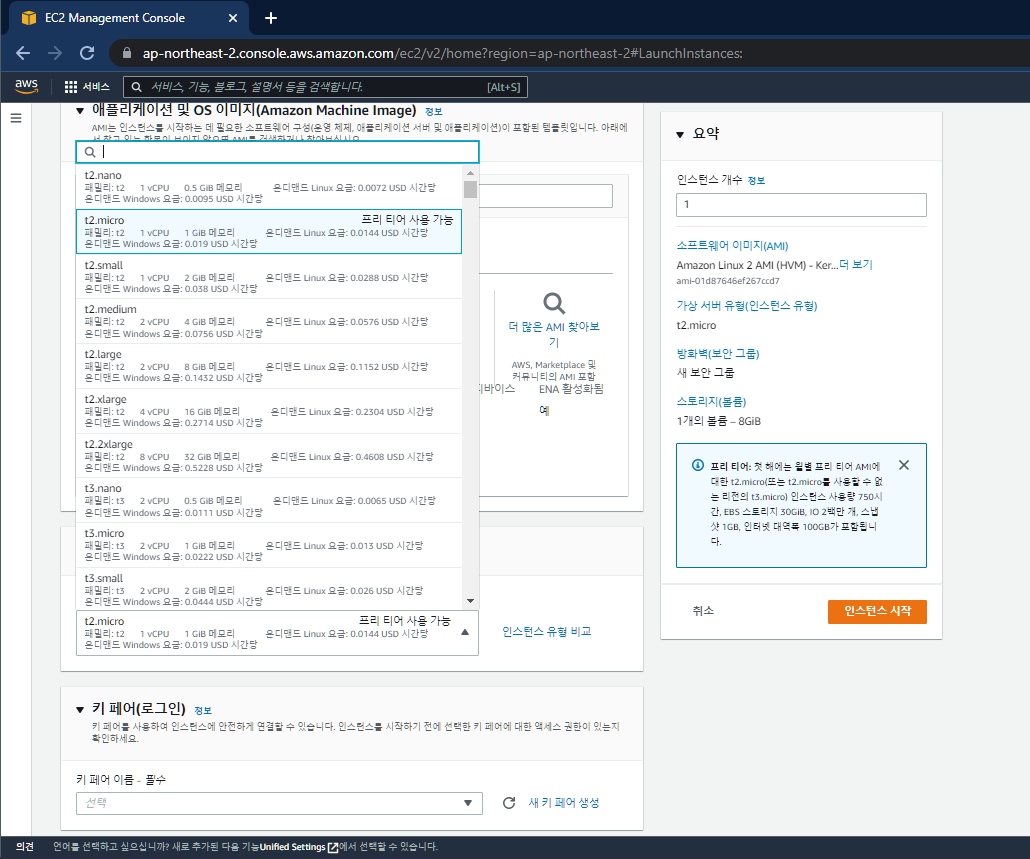 EC2 Management Console
ap-northeast-2.console.aws.amazon.com/ec2/v2/home?region=ap-northeast-2#LaunchInstances:
aws 서비스 서비스, 기능, 블로그, 설명서 등을 검색합니다. [Alt+S]
애플리케이션 및 OS 이미지(Amazon Machine Image) 정보
AMI는 인스턴스를 시작하는 데 필요한 소프트웨어 구성(운영 체제, 애플리케이션 서버 및 애플리케이션)이 포함된 템플릿입니다. 아래에
t2.nano
패밀리: t2 1 vCPU 0.5 GiB 메모리 온디맨드 Linux 요금: 0.0072 USD 시간당
온디맨드 Windows 요금: 0.0095 USD 시간당
t2.micro 프리 티어 사용 가능
패밀리: t2 1 vCPU 1 GiB 메모리 온디맨드 Linux 요금: 0.0144 USD 시간당
온디맨드 Windows 요금: 0.019 USD 시간당
t2.small
패밀리: t2 1 vCPU 2 GiB 메모리 온디맨드 Linux 요금: 0.0288 USD 시간당
온디맨드 Windows 요금: 0.038 USD 시간당
t2.medium
패밀리: t2 2 vCPU 4 GiB 메모리 온디맨드 Linux 요금: 0.0576 USD 시간당
온디맨드 Windows 요금: 0.0756 USD 시간당
t2.large
패밀리: t2 2 vCPU 8 GiB 메모리 온디맨드 Linux 요금: 0.1152 USD 시간당
온디맨드 Windows 요금: 0.1432 USD 시간당
t2.xlarge
패밀리: t2 4 vCPU 16 GiB 메모리 온디맨드 Linux 요금: 0.2304 USD 시간당
온디맨드 Windows 요금: 0.2714 USD 시간당
t2.2xlarge
패밀리: t2 8 vCPU 32 GiB 메모리 온디맨드 Linux 요금: 0.4608 USD 시간당
온디맨드 Windows 요금: 0.5228 USD 시간당
t3.nano
패밀리: t3 2 vCPU 0.5 GiB 메모리 온디맨드 Linux 요금: 0.0065 USD 시간당
온디맨드 Windows 요금: 0.0111 USD 시간당
t3.micro
패밀리: t3 2 vCPU 1 GiB 메모리 온디맨드 Linux 요금: 0.013 USD 시간당
온디맨드 Windows 요금: 0.0222 USD 시간당
t3.small
패밀리: t3 2 vCPU 2 GiB 메모리 온디맨드 Linux 요금: 0.026 USD 시간당
온디맨드 Windows 요금: 0.0444 USD 시간당
t2.micro 프리 티어 사용 가능
패밀리: t2 1 vCPU 1 GiB 메모리 온디맨드 Linux 요금: 0.0144 USD 시간당
온디맨드 Windows 요금: 0.019 USD 시간당
더 많은 AMI 찾아보
기
AWS, Marketplace 및
커뮤니티의 AMI 포함
디바이스 ENA 활성화됨
예
인스턴스 유형 비교
키 페어(로그인) 정보
키 페어를 사용하여 인스턴스에 안전하게 연결할 수 있습니다. 인스턴스를 시작하기 전에 선택한 키 페어에 대한 액세스 권한이 있는지
확인하세요.
키 페어 이름 - 필수
선택 새 키 페어 생성
요약
인스턴스 개수 정보
1
소프트웨어 이미지(AMI)
Amazon Linux 2 AMI (HVM) - Ker...더 보기
ami-01d87646ef267ccd7
가상 서버 유형(인스턴스 유형)
t2.micro
방화벽(보안 그룹)
새 보안 그룹
스토리지(볼륨)
1개의 볼륨 – 8GiB
프리 티어: 첫 해에는 월별 프리 티어 AMI에
대한 t2.micro(또는 t2.micro를 사용할 수 없
는 리전의 t3.micro) 인스턴스 사용량 750시
간, EBS 스토리지 30GiB, IO 2백만 개, 스냅
샷 1GB, 인터넷 대역폭 100GB가 포함됩니
다.
취소 인스턴스 시작
의견 언어를 선택하고 싶으십니까? 새로 추가된 다음 기능Unified Settings에서 선택할 수 있습니다.